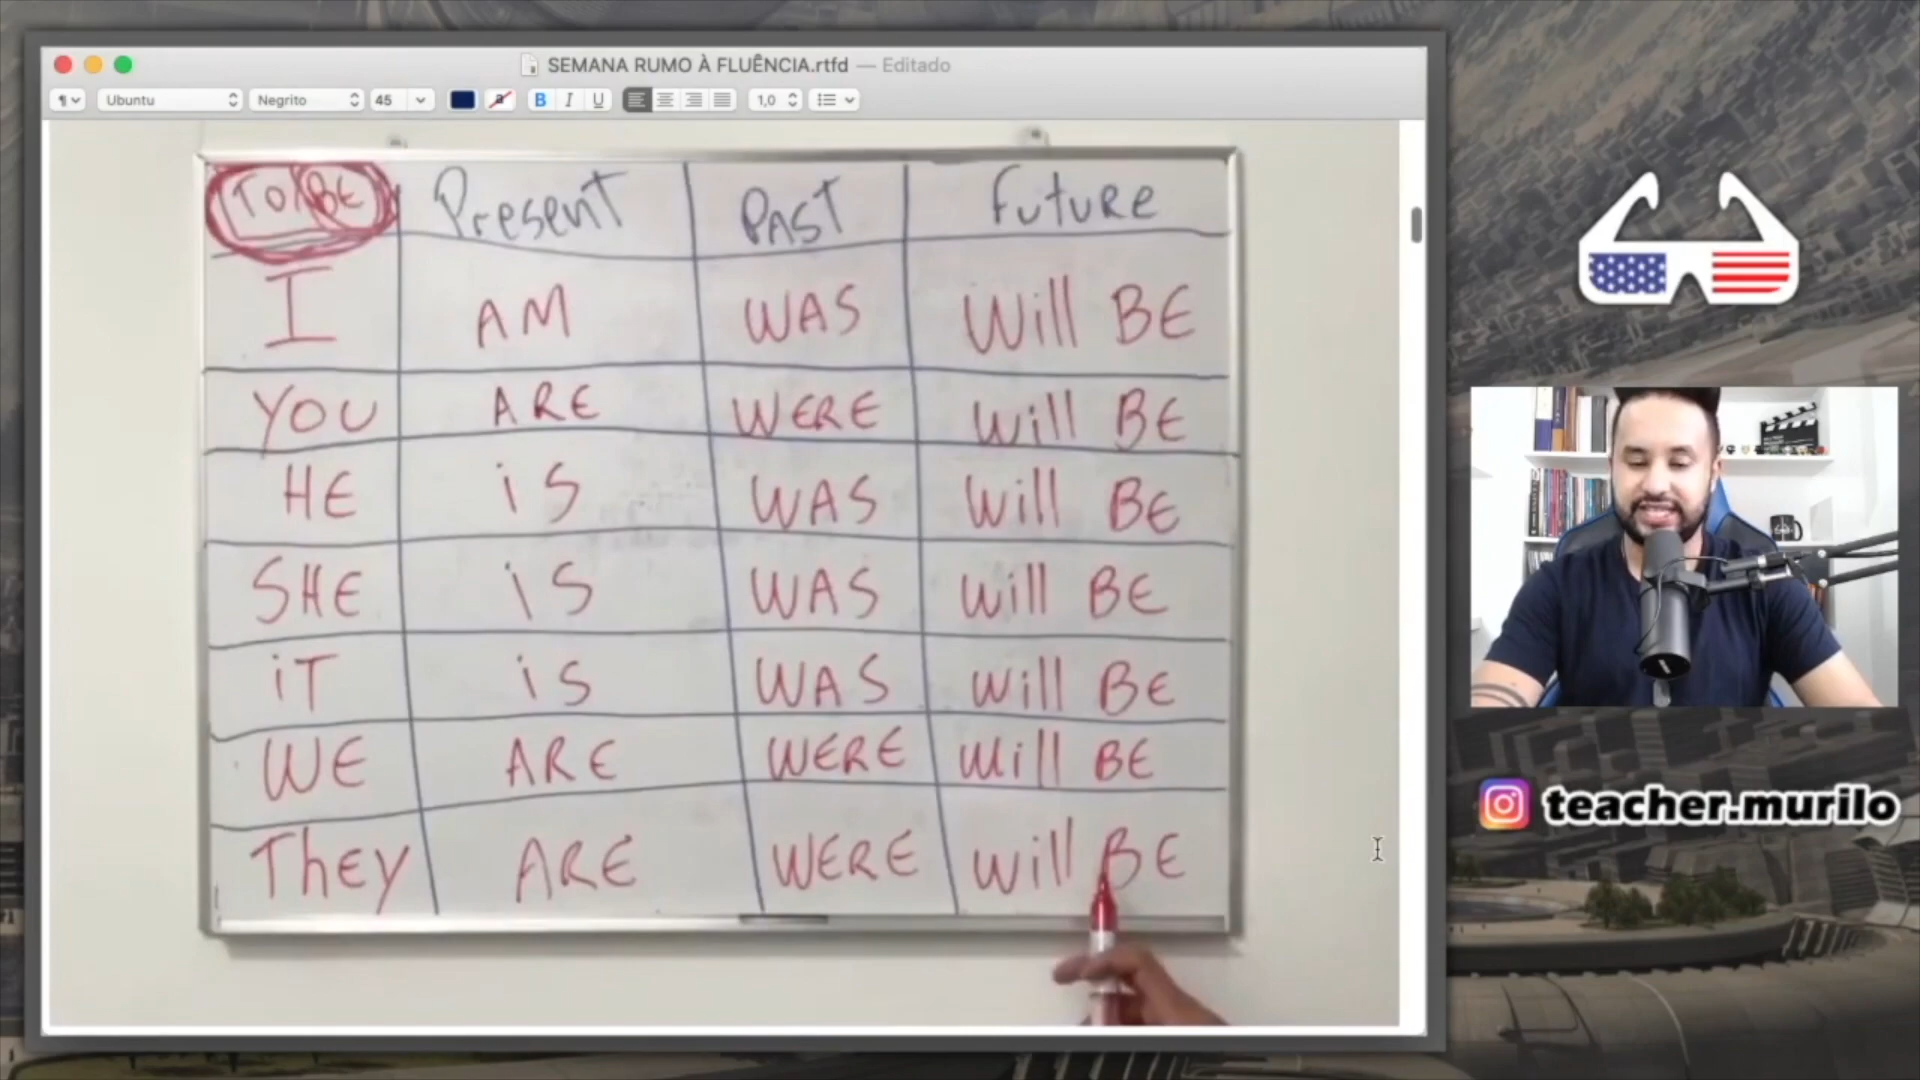 SEMANA RUMO À FLUÊNCIA.rtfd — Editado
¶ Ubuntu Negrito 45 a B I U 1,0
TO BE Present PAST Future
I AM WAS Will BE
YOU ARE WERE Will BE
HE iS WAS Will BE
SHE iS WAS Will BE
iT iS WAS Will BE
WE ARE WERE Will BE
ThEY ARE WERE Will BE
teacher.murilo